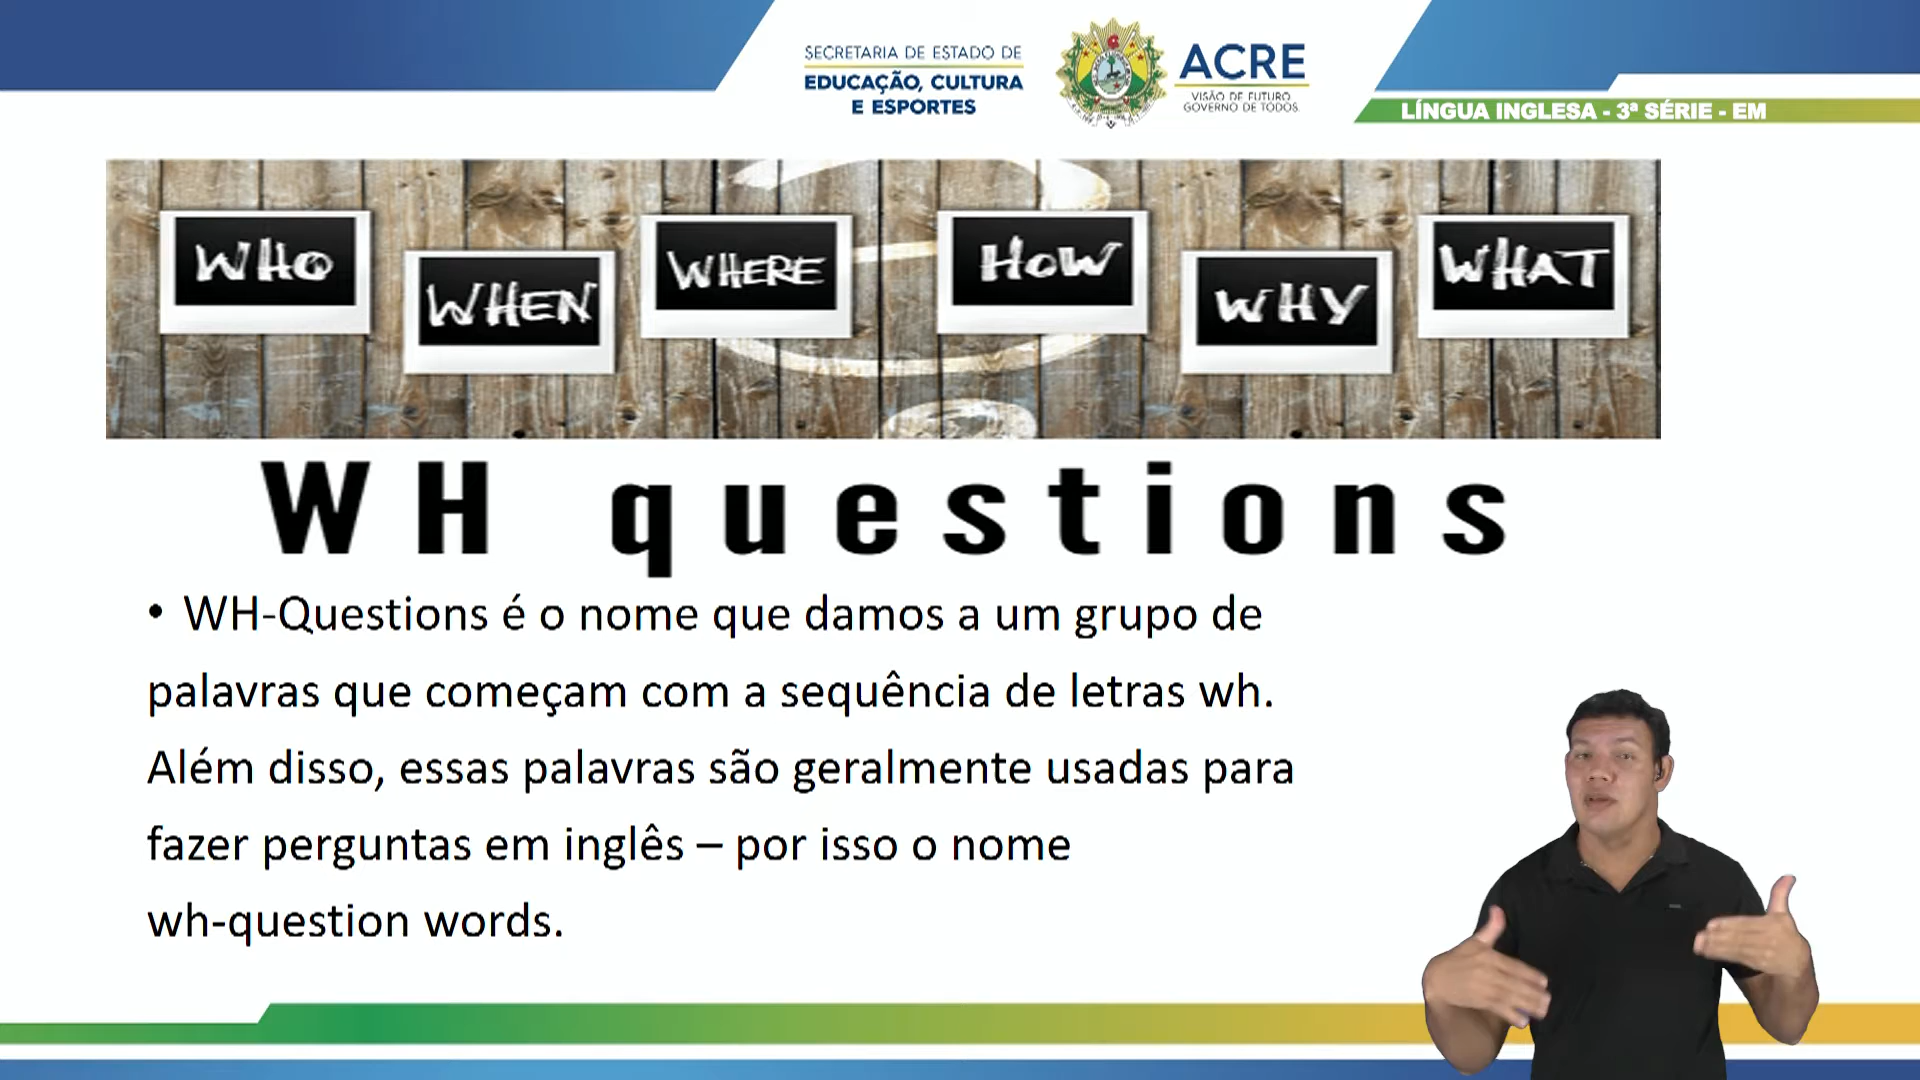 SECRETARIA DE ESTADO DE
EDUCAÇÃO, CULTURA
E ESPORTES
ACRE
VISÃO DE FUTURO
GOVERNO DE TODOS
LÍNGUA INGLESA - 3ª SÉRIE - EM
WHO
WHEN
WHERE
HOW
WHY
WHAT
WH questions
• WH-Questions é o nome que damos a um grupo de
palavras que começam com a sequência de letras wh.
Além disso, essas palavras são geralmente usadas para
fazer perguntas em inglês – por isso o nome
wh-question words.